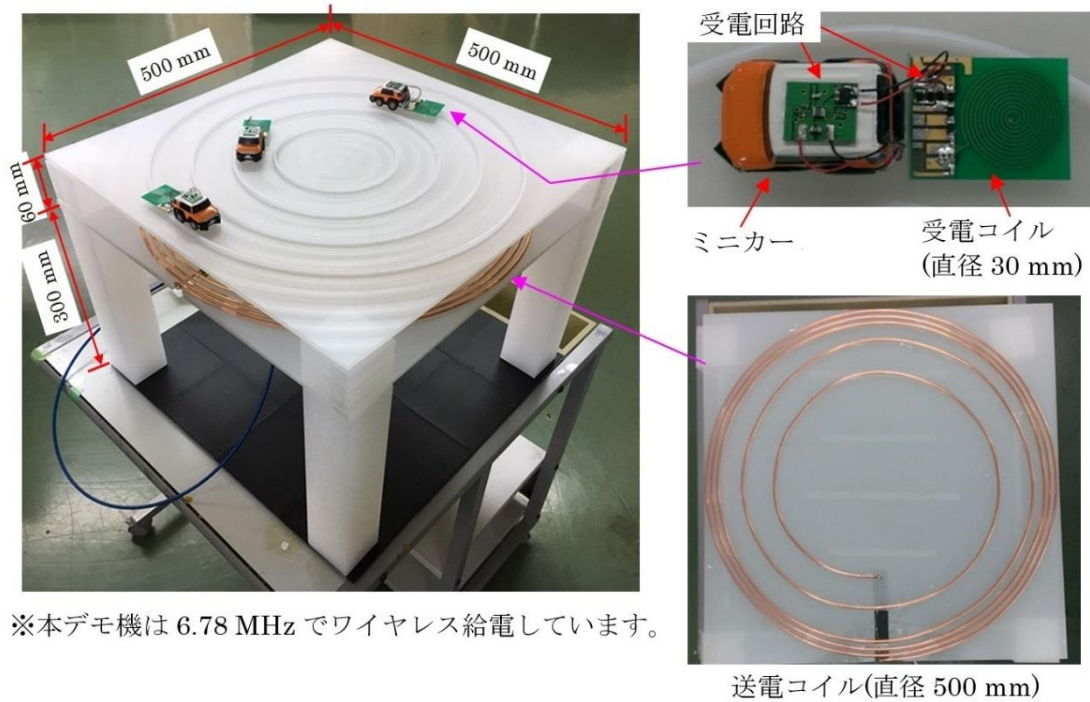 500 mm
500 mm
60 mm
300 mm
※本デモ機は 6.78 MHz でワイヤレス給電しています。
受電回路
ミニカー
受電コイル
(直径 30 mm)
送電コイル(直径 500 mm)